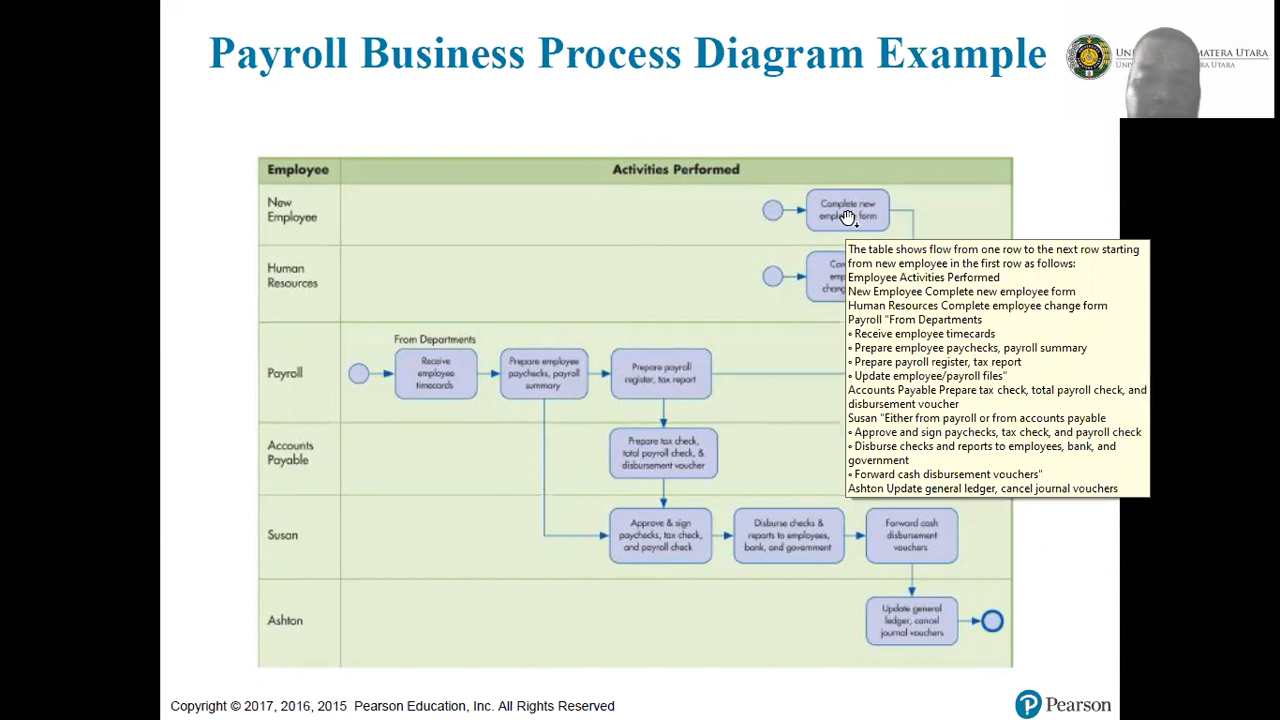 Payroll Business Process Diagram Example
MATERA UTARA
Utara
Employee
Activities Performed
New
Employee
Complete new
form
Human
Resources
From Departments
Payroll
Receive
employee
timecards
Prepare employee
paychecks, payroll
summary
Prepare payroll
register, tax report
Accounts
Payable
Prepare tax check,
total payroll check, &
disbursement voucher
Susan
Approve & sign
paychecks, tax check,
and payroll check
Disburse checks &
reports to employees,
bank, and government
Forward cash
disbursement
vouchers
Ashton
Update general
ledger, cancel
journal vouchers
The table shows flow from one row to the next row starting
from new employee in the first row as follows:
Employee Activities Performed
New Employee Complete new employee form
Human Resources Complete employee change form
Payroll "From Departments
◦ Receive employee timecards
◦ Prepare employee paychecks, payroll summary
◦ Prepare payroll register, tax report
◦ Update employee/payroll files"
Accounts Payable Prepare tax check, total payroll check, and
disbursement voucher
Susan "Either from payroll or from accounts payable
◦ Approve and sign paychecks, tax check, and payroll check
◦ Disburse checks and reports to employees, bank, and
government
◦ Forward cash disbursement vouchers"
Ashton Update general ledger, cancel journal vouchers
Copyright © 2017, 2016, 2015 Pearson Education, Inc. All Rights Reserved
Pearson